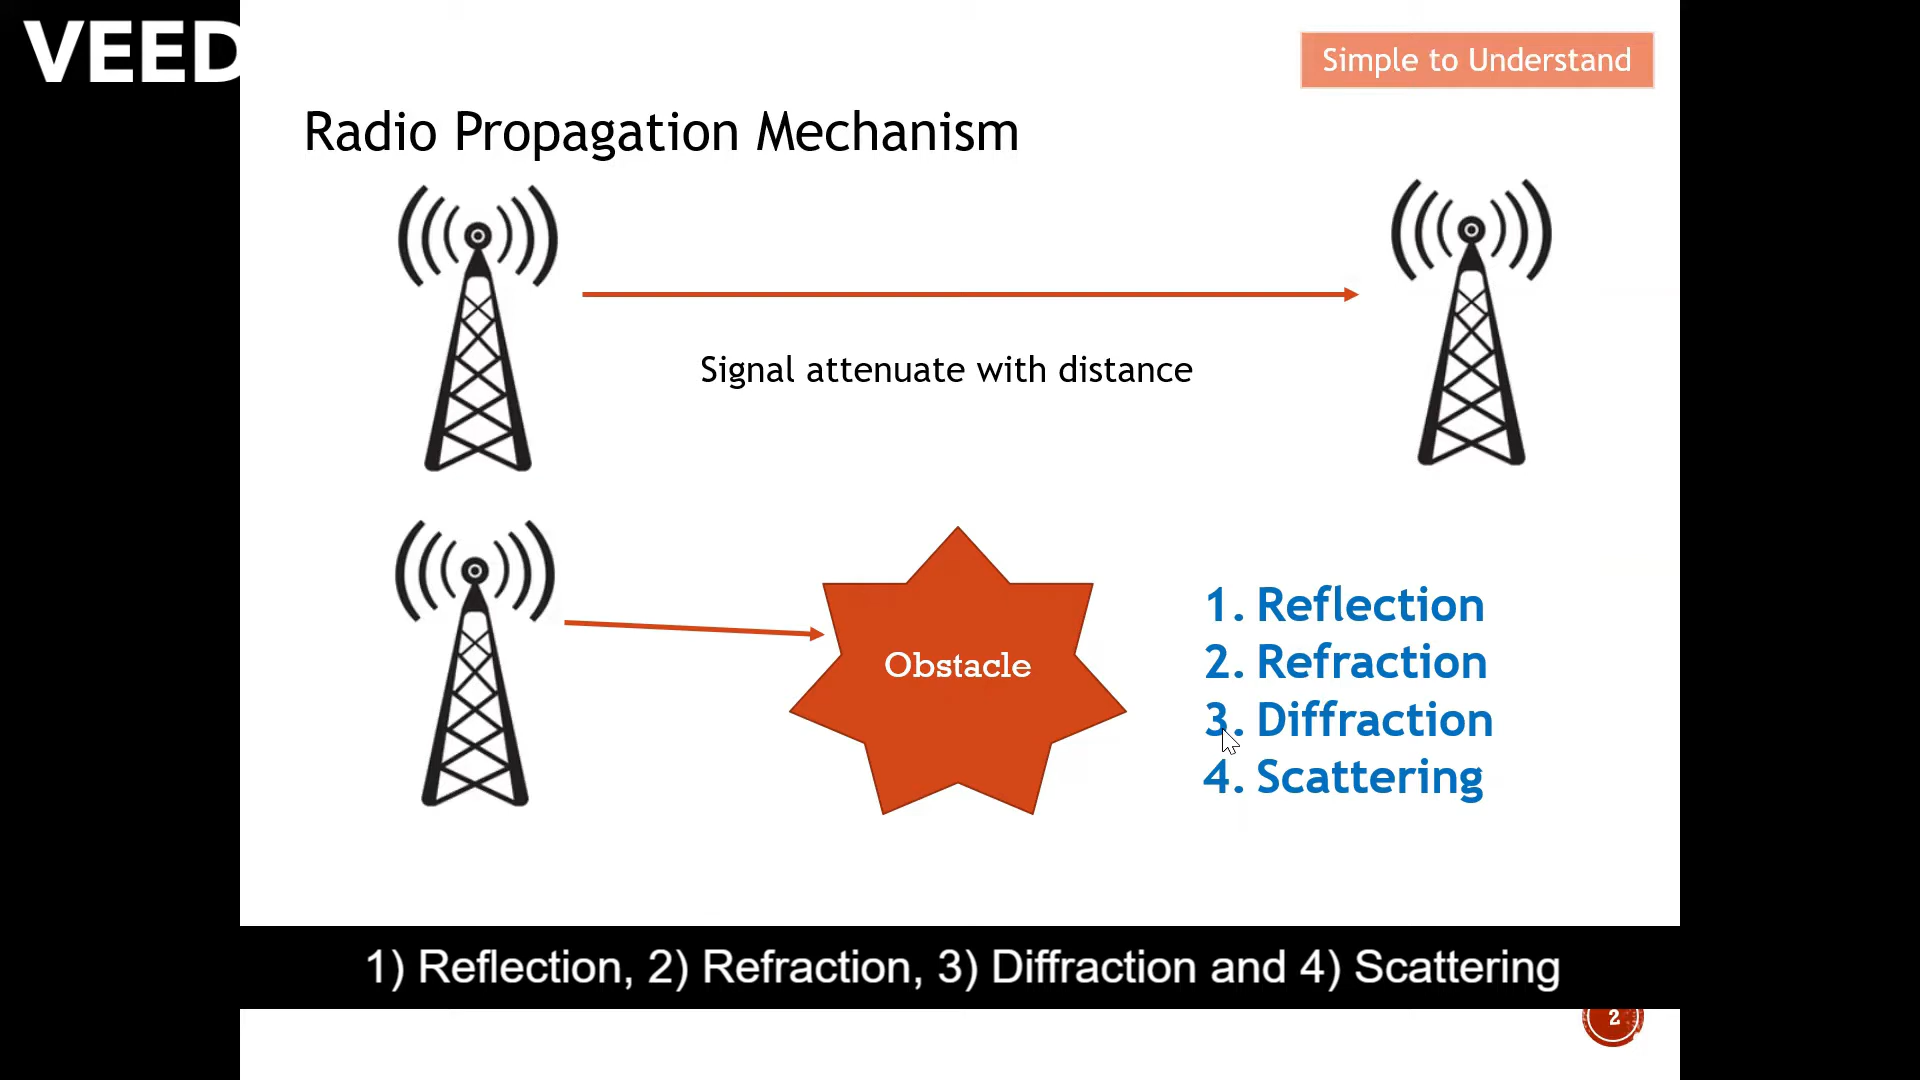 VEED
Simple to Understand
Radio Propagation Mechanism
Signal attenuate with distance
Obstacle
1. Reflection
2. Refraction
3. Diffraction
4. Scattering
1) Reflection, 2) Refraction, 3) Diffraction and 4) Scattering
2